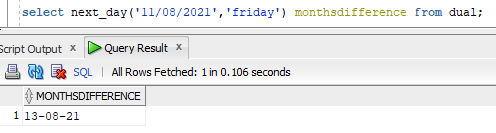 select next_day('11/08/2021','friday') monthsdifference from dual;
Script Output x Query Result x
SQL | All Rows Fetched: 1 in 0.106 seconds
MONTHSDIFFERENCE
1 13-08-21